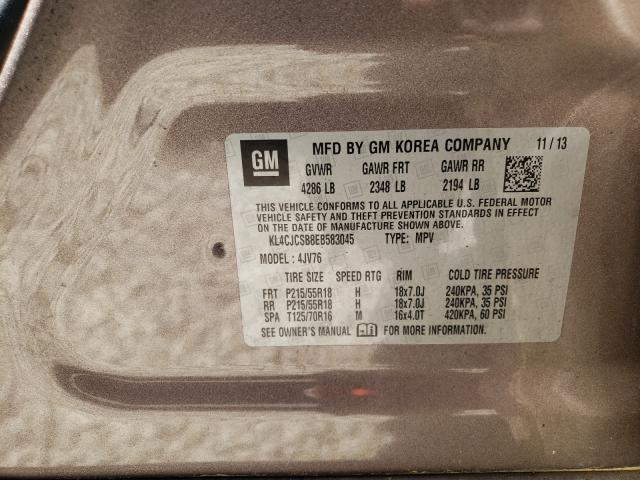 GM MFD BY GM KOREA COMPANY 11 / 13
GVWR GAWR FRT GAWR RR
4286 LB 2348 LB 2194 LB
THIS VEHICLE CONFORMS TO ALL APPLICABLE U.S. FEDERAL MOTOR
VEHICLE SAFETY AND THEFT PREVENTION STANDARDS IN EFFECT
ON THE DATE OF MANUFACTURE SHOWN ABOVE.
KL4CJCSB8EB583045 TYPE: MPV
MODEL : 4JV76
TIRE SIZE SPEED RTG RIM COLD TIRE PRESSURE
FRT P215/55R18 H 18x7.0J 240KPA, 35 PSI
RR P215/55R18 H 18x7.0J 240KPA, 35 PSI
SPA T125/70R16 M 16x4.0T 420KPA, 60 PSI
SEE OWNER'S MANUAL FOR MORE INFORMATION.